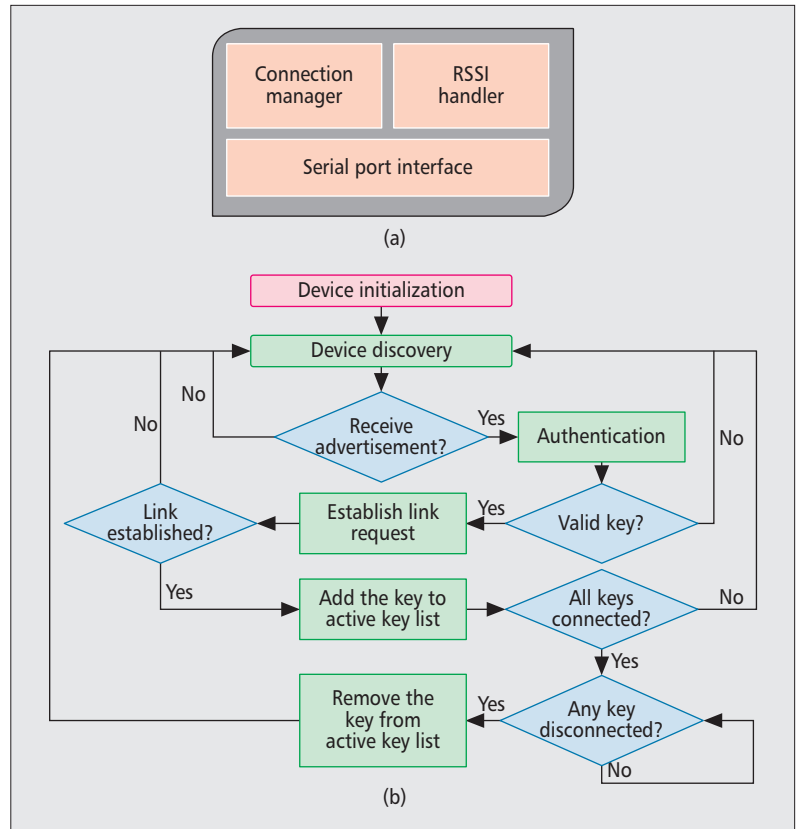 Connection
manager
RSSI
handler
Serial port interface
(a)
Device initialization
Device discovery
No
No
Receive
advertisement?
Yes
Authentication
No
Link
established?
Establish link
request
Yes
Valid key?
Yes
Add the key to
active key list
All keys
connected?
No
Yes
Remove the
key from
active key list
Yes
Any key
disconnected?
No
(b)